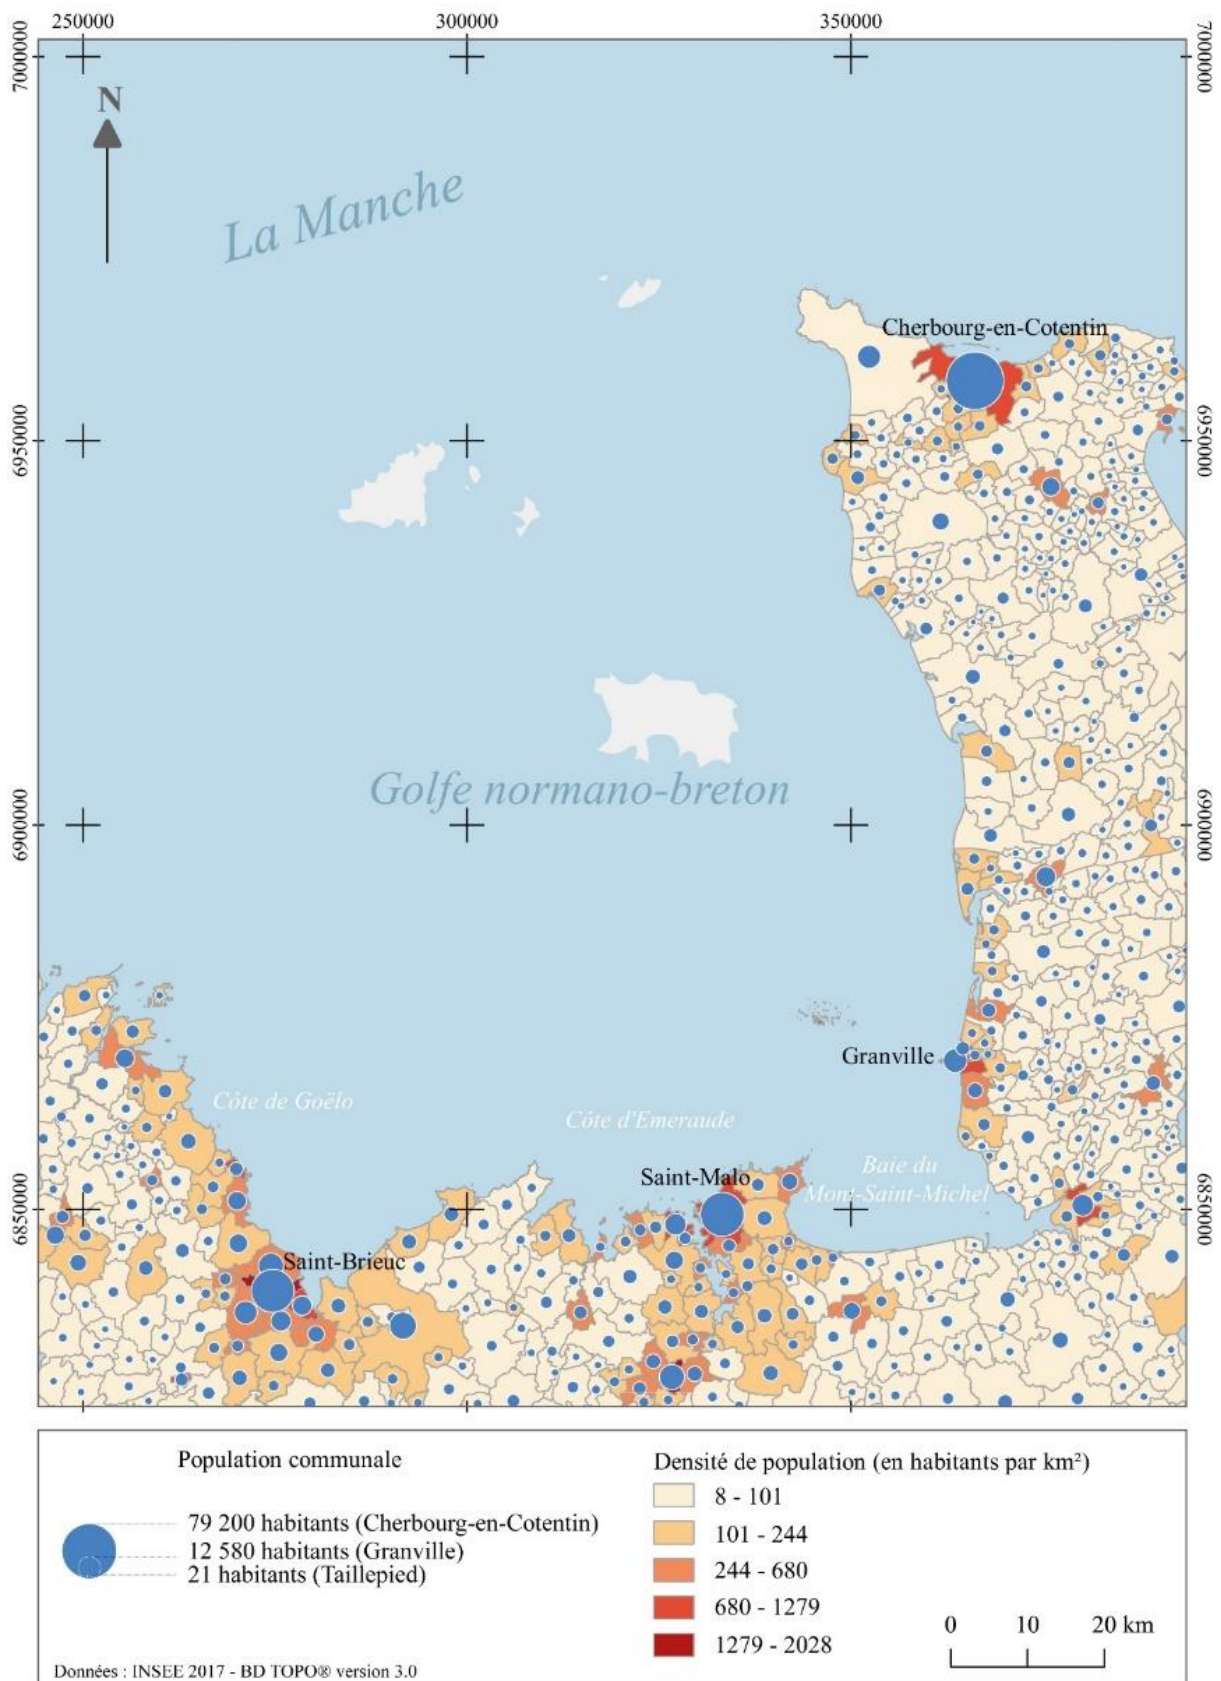 250000 300000 350000
7000000 7000000
N
La Manche
Cherbourg-en-Cotentin
6950000 6950000
Golfe normano-breton
6900000 6900000
Granville
Côte de Goëlo
Côte d'Emeraude
Saint-Malo
Baie du
Mont-Saint-Michel
6850000 6850000
Saint-Brieuc
Population communale
79 200 habitants (Cherbourg-en-Cotentin)
12 580 habitants (Granville)
21 habitants (Taillepied)
Densité de population (en habitants par km²)
8 - 101
101 - 244
244 - 680
680 - 1279
1279 - 2028
0 10 20 km
Données : INSEE 2017 - BD TOPO® version 3.0